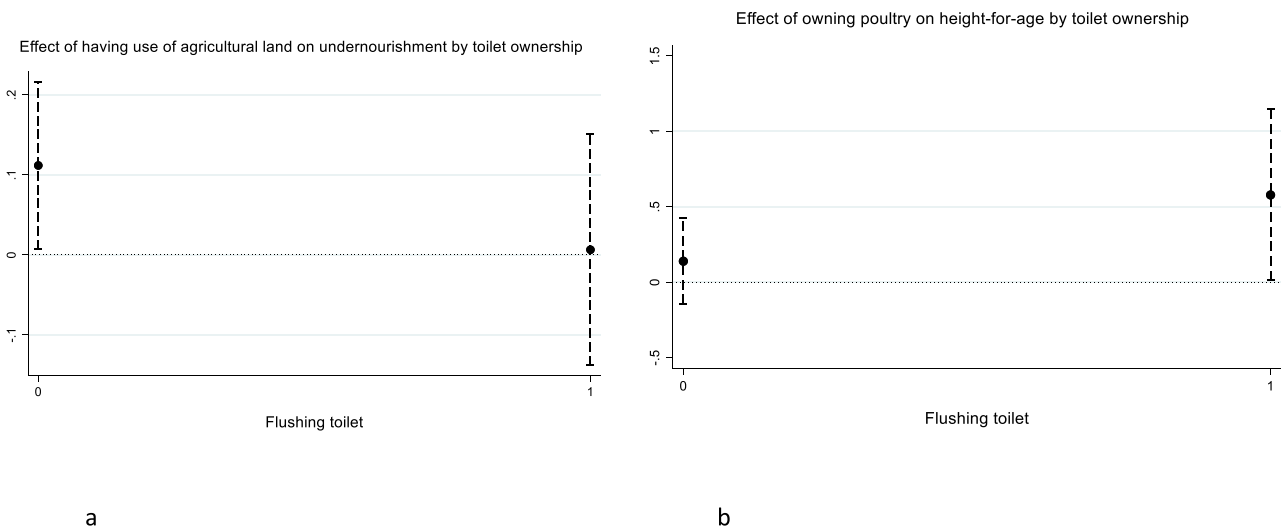 Effect of having use of agricultural land on undernourishment by toilet ownership
.2
.1
0
-.1
0 1
Flushing toilet
a
Effect of owning poultry on height-for-age by toilet ownership
1.5
1
.5
0
-.5
0 1
Flushing toilet
b